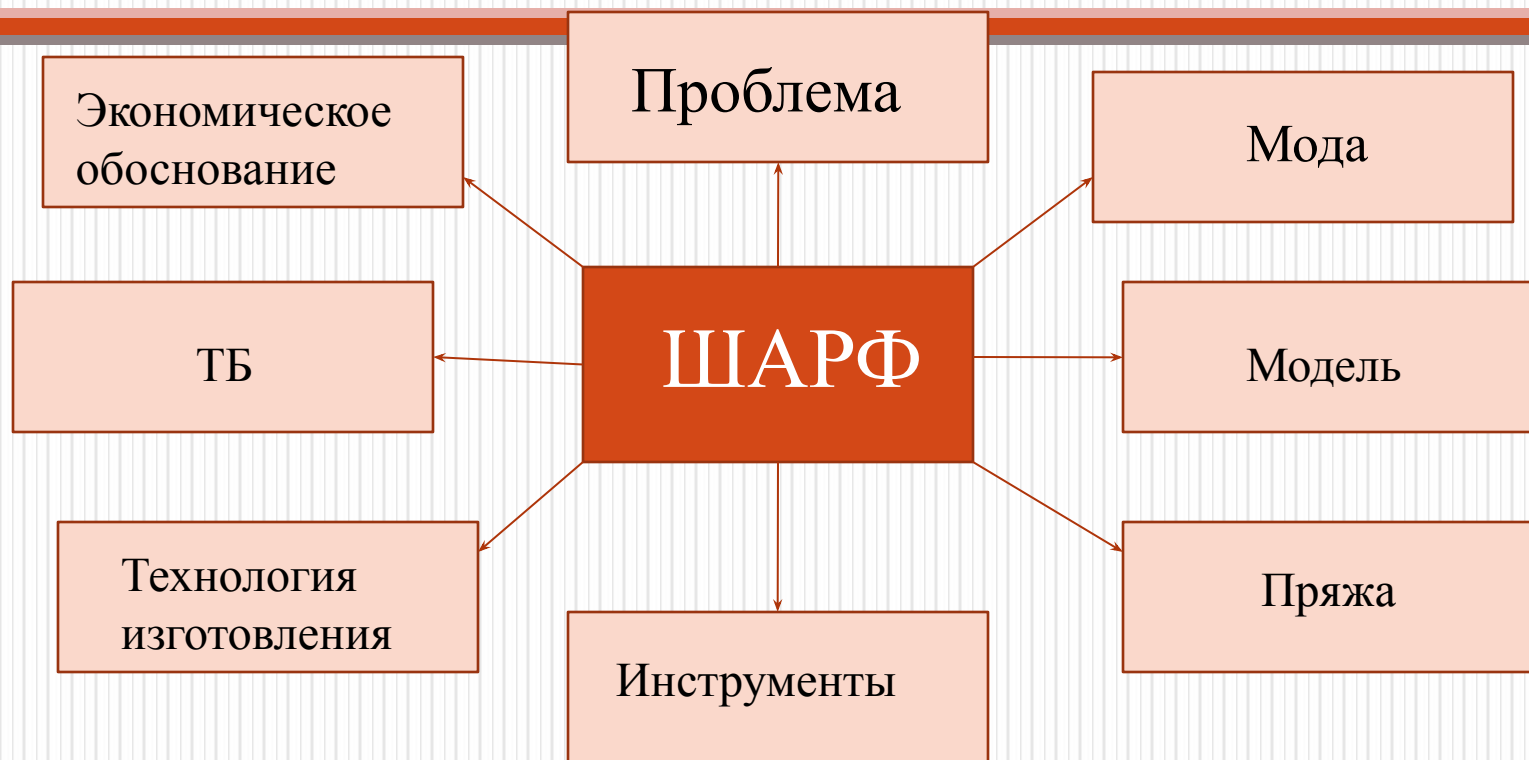 Проблема
Экономическое
обоснование
Мода
ШАРФ
ТБ
Модель
Технология
изготовления
Пряжа
Инструменты